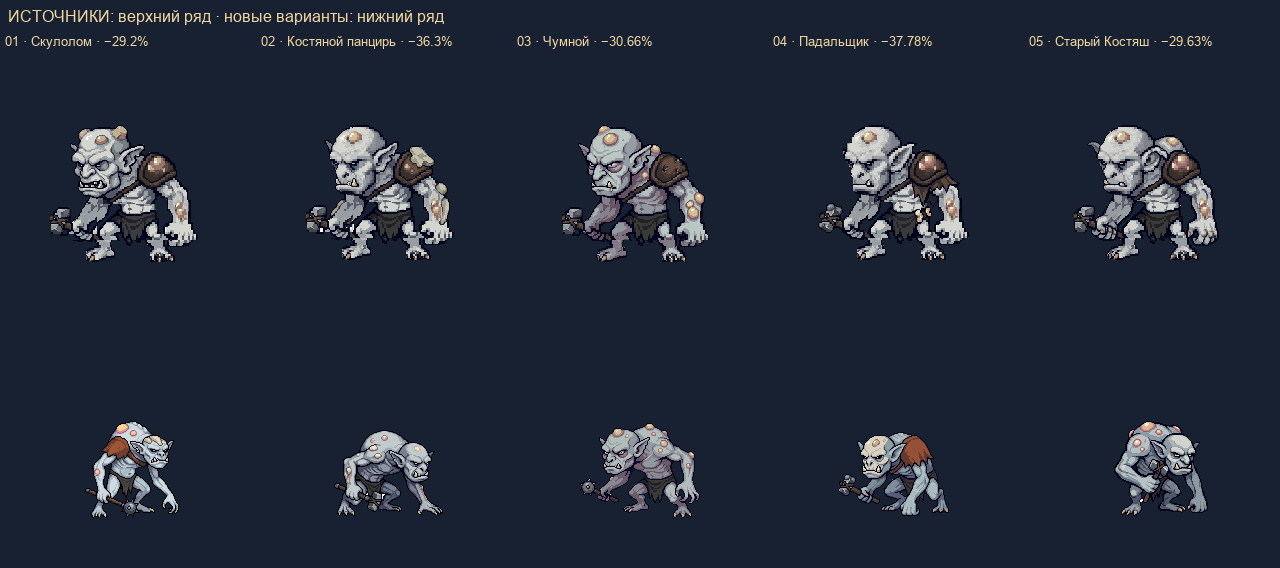 ИСТОЧНИКИ: верхний ряд · новые варианты: нижний ряд
01 · Скулолом · −29.2%
02 · Костяной панцирь · −36.3%
03 · Чумной · −30.66%
04 · Падальщик · −37.78%
05 · Старый Костяш · −29.63%